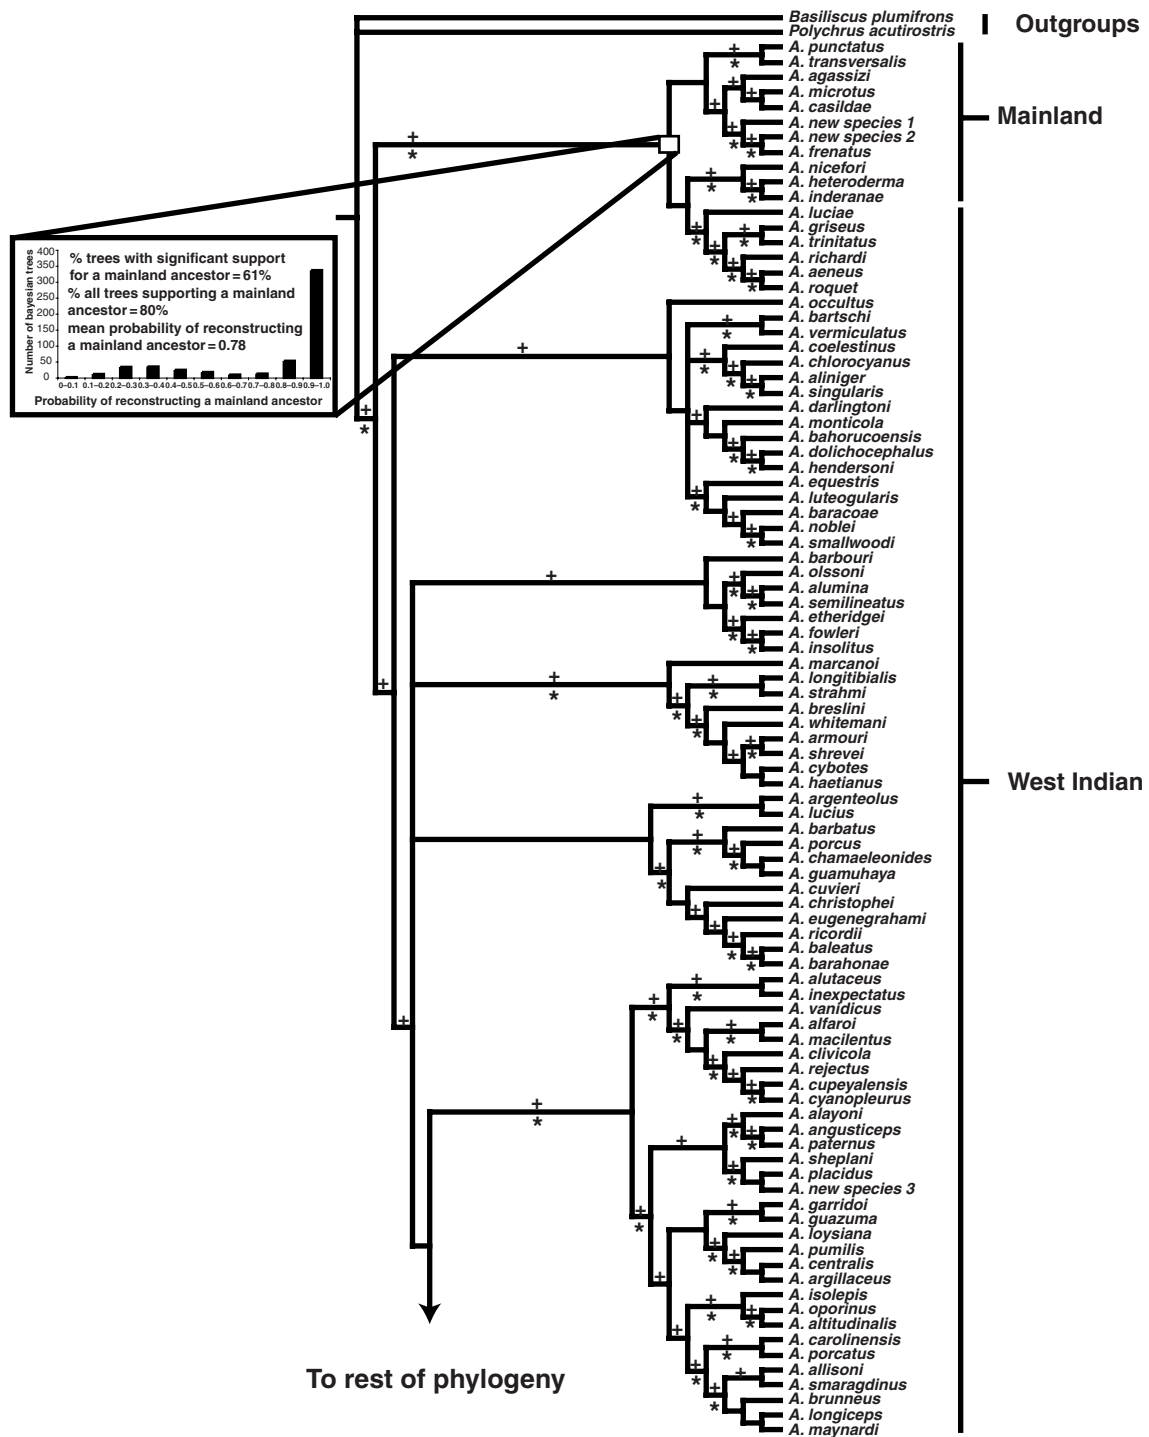 Basiliscus plumifrons
Polychrus acutirostris
Outgroups
A. punctatus
A. transversalis
A. agassizi
A. microtus
A. casildae
A. new species 1
A. new species 2
A. frenatus
A. nicefori
A. heteroderma
A. inderanae
Mainland
A. luciae
A. griseus
A. trinitatus
A. richardi
A. aeneus
A. roquet
A. occultus
A. bartschi
A. vermiculatus
A. coelestinus
A. chlorocyanus
A. aliniger
A. singularis
A. darlingtoni
A. monticola
A. bahorucoensis
A. dolichocephalus
A. hendersoni
A. equestris
A. luteogularis
A. baracoae
A. noblei
A. smallwoodi
A. barbouri
A. olssoni
A. alumina
A. semilineatus
A. etheridgei
A. fowleri
A. insolitus
A. marcanoi
A. longitibialis
A. strahmi
A. breslini
A. whitemani
A. armouri
A. shrevei
A. cybotes
A. haetianus
A. argenteolus
A. lucius
A. barbatus
A. porcus
A. chamaeleonides
A. guamuhaya
A. cuvieri
A. christophei
A. eugenegrahami
A. ricordii
A. baleatus
A. barahonae
A. alutaceus
A. inexpectatus
A. vanidicus
A. alfaroi
A. macilentus
A. clivicola
A. rejectus
A. cupeyalensis
A. cyanopleurus
A. alayoni
A. angusticeps
A. paternus
A. sheplani
A. placidus
A. new species 3
A. garridoi
A. guazuma
A. loysiana
A. pumilis
A. centralis
A. argillaceus
A. isolepis
A. oporinus
A. altitudinalis
A. carolinensis
A. porcatus
A. allisoni
A. smaragdinus
A. brunneus
A. longiceps
A. maynardi
West Indian
Number of bayesian trees
400
350
300
250
200
150
100
50
0
% trees with significant support
for a mainland ancestor = 61%
% all trees supporting a mainland
ancestor = 80%
mean probability of reconstructing
a mainland ancestor = 0.78
0–0.1 0.1–0.2 0.2–0.3 0.3–0.4 0.4–0.5 0.5–0.6 0.6–0.7 0.7–0.8 0.8–0.9 0.9–1.0
Probability of reconstructing a mainland ancestor
To rest of phylogeny